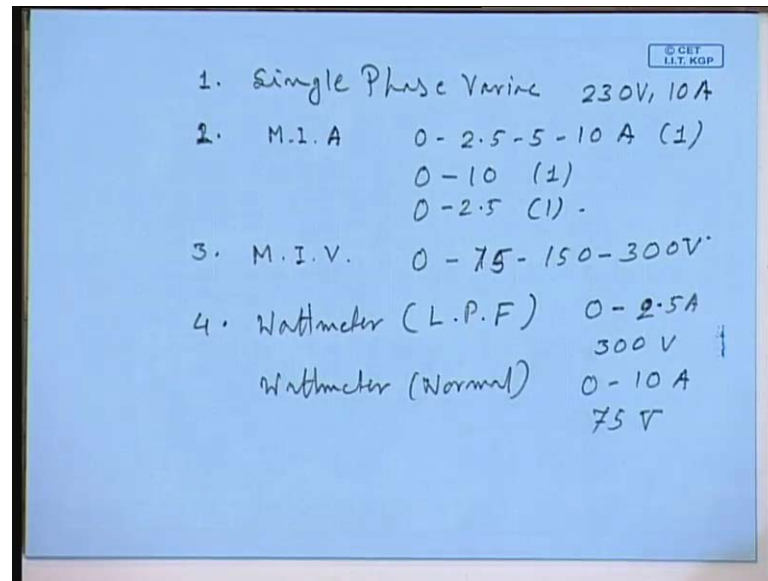 © CET
I.I.T. KGP
1. Single Phase Variac 230V, 10A
2. M.I.A 0 - 2.5 - 5 - 10 A (1)
0 - 10 (1)
0 - 2.5 (1) .
3. M.I.V. 0 - 75 - 150 - 300V
4. Wattmeter (L.P.F) 0 - 2.5A
300 V
Wattmeter (Normal) 0 - 10 A
75 V